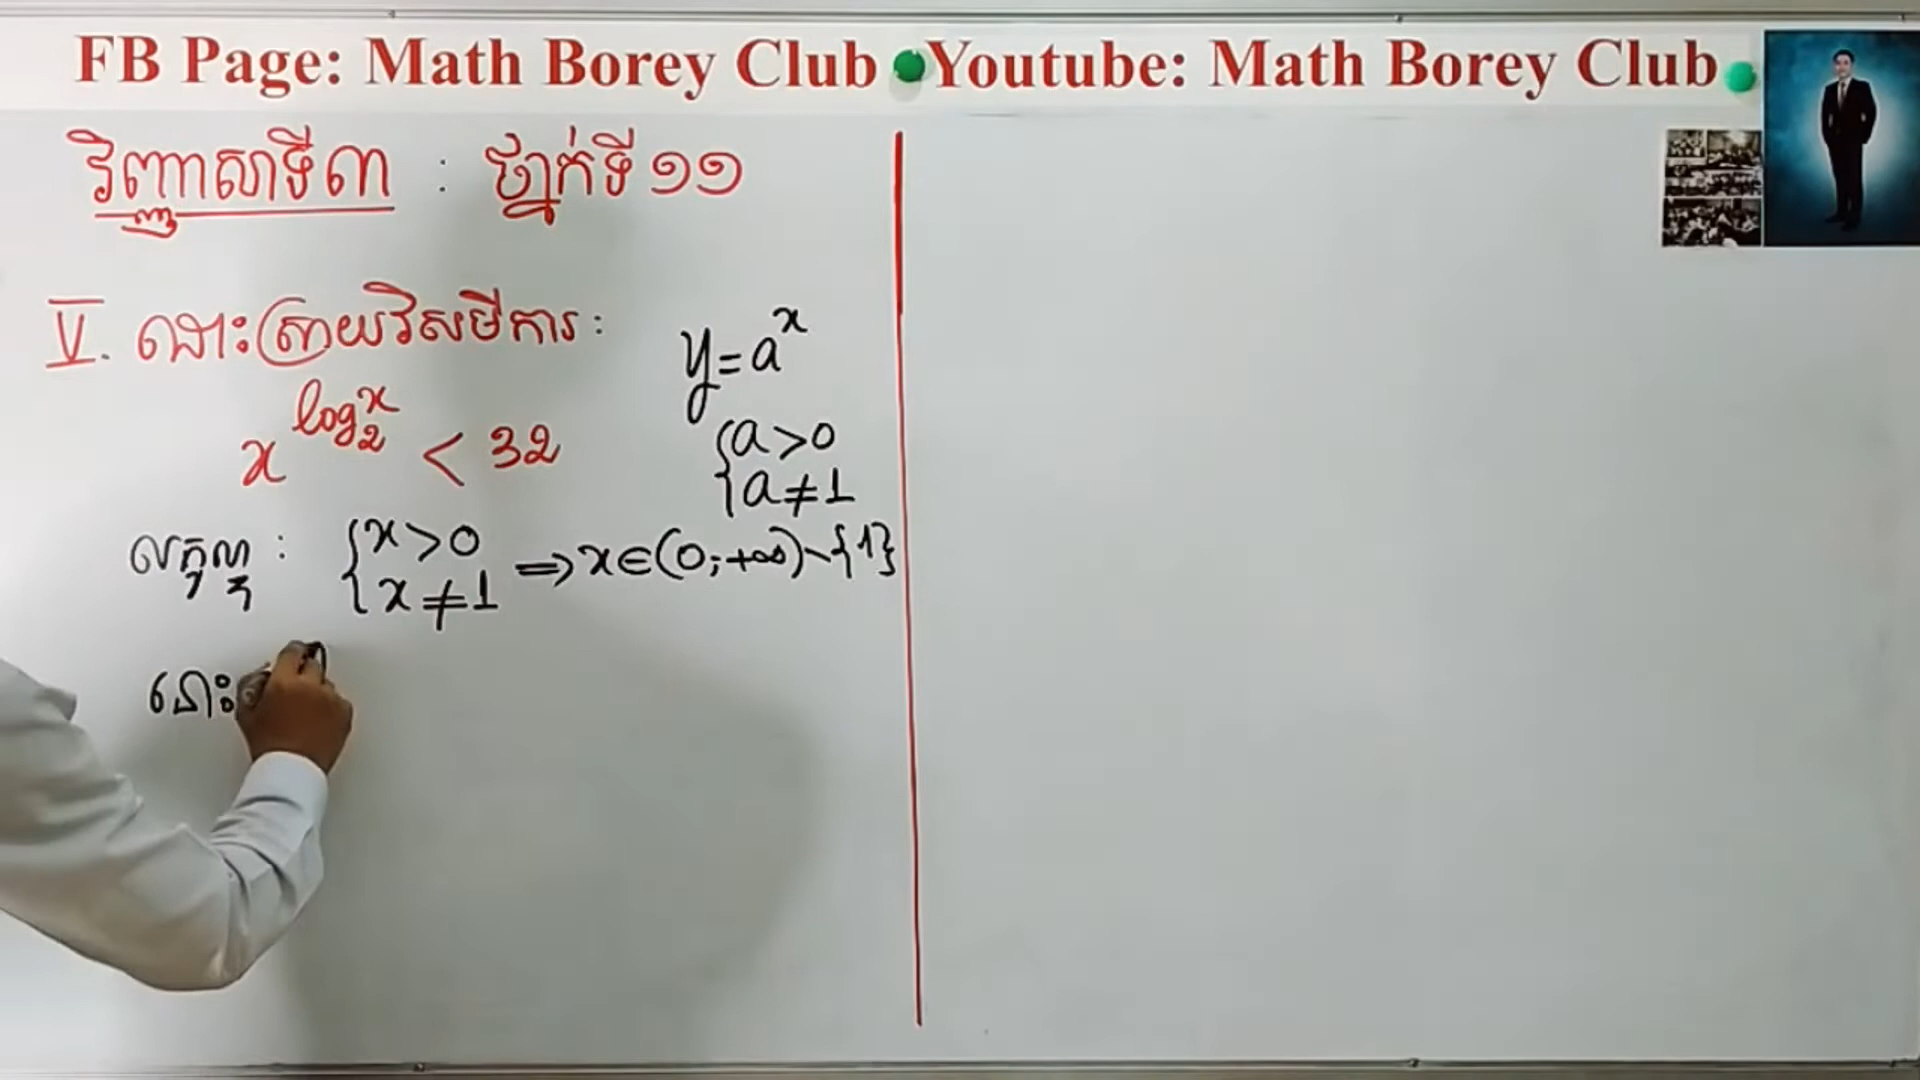 FB Page: Math Borey Club Youtube: Math Borey Club
វិញ្ញាសាទី៣ : ថ្នាក់ទី ១១
V. ដោះស្រាយវិសមីការ :
x^{log_2 x} < 32
y = a^x
{a > 0
{a ≠ 1
លក្ខណ្ឌ : {x > 0
{x ≠ 1
⟹ x ∈ (0; +∞) \ {1}
ដោះ